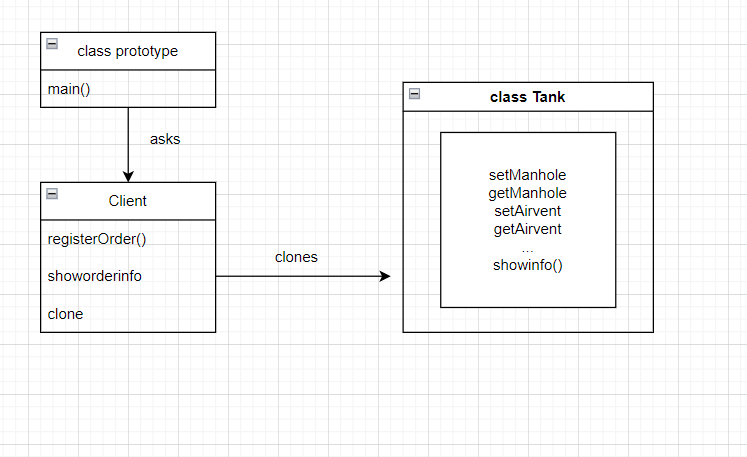 class prototype
main()
asks
Client
registerOrder()
showorderinfo
clone
clones
class Tank
setManhole
getManhole
setAirvent
getAirvent
...
showinfo()